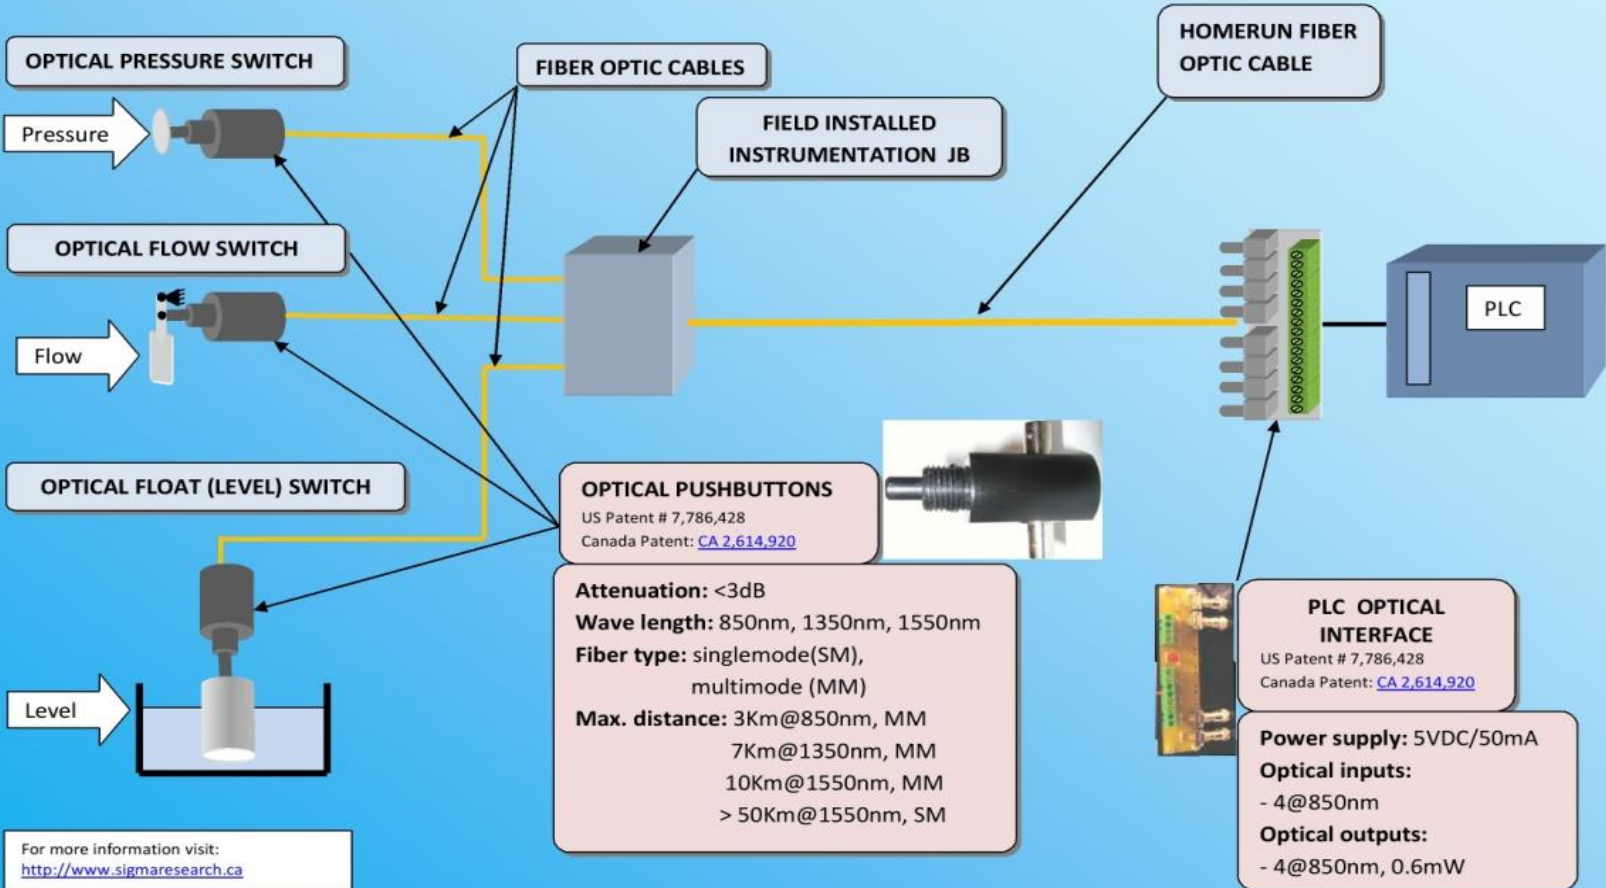 OPTICAL PRESSURE SWITCH
Pressure
OPTICAL FLOW SWITCH
Flow
OPTICAL FLOAT (LEVEL) SWITCH
Level
For more information visit:
http://www.sigmaresearch.ca
FIBER OPTIC CABLES
FIELD INSTALLED
INSTRUMENTATION JB
HOMERUN FIBER
OPTIC CABLE
PLC
OPTICAL PUSHBUTTONS
US Patent # 7,786,428
Canada Patent: CA 2,614,920
Attenuation: <3dB
Wave length: 850nm, 1350nm, 1550nm
Fiber type: singlemode(SM),
multimode (MM)
Max. distance: 3Km@850nm, MM
7Km@1350nm, MM
10Km@1550nm, MM
> 50Km@1550nm, SM
PLC OPTICAL
INTERFACE
US Patent # 7,786,428
Canada Patent: CA 2,614,920
Power supply: 5VDC/50mA
Optical inputs:
- 4@850nm
Optical outputs:
- 4@850nm, 0.6mW